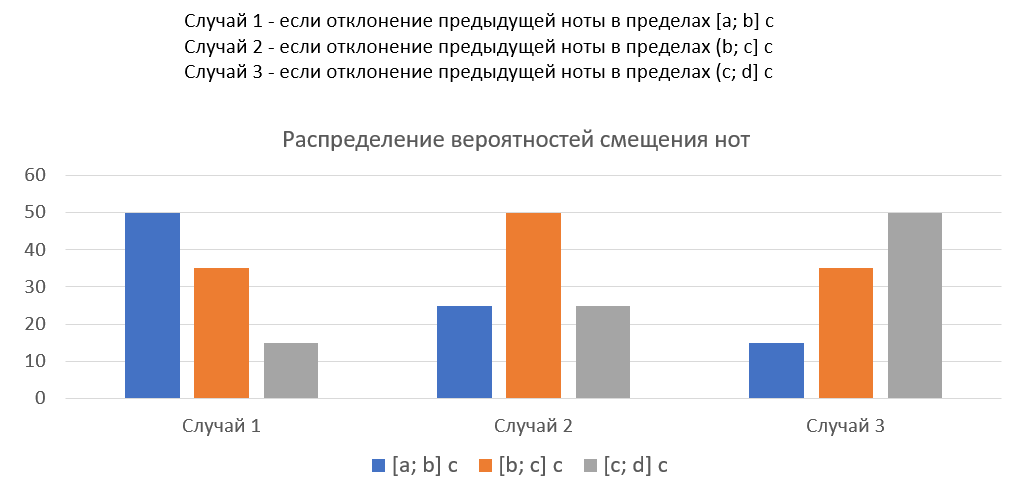 Случай 1 - если отклонение предыдущей ноты в пределах [a; b] с
Случай 2 - если отклонение предыдущей ноты в пределах (b; c] с
Случай 3 - если отклонение предыдущей ноты в пределах (c; d] с
Распределение вероятностей смещения нот
60
50
40
30
20
10
0
Случай 1 Случай 2 Случай 3
[a; b] с [b; c] с [c; d] с